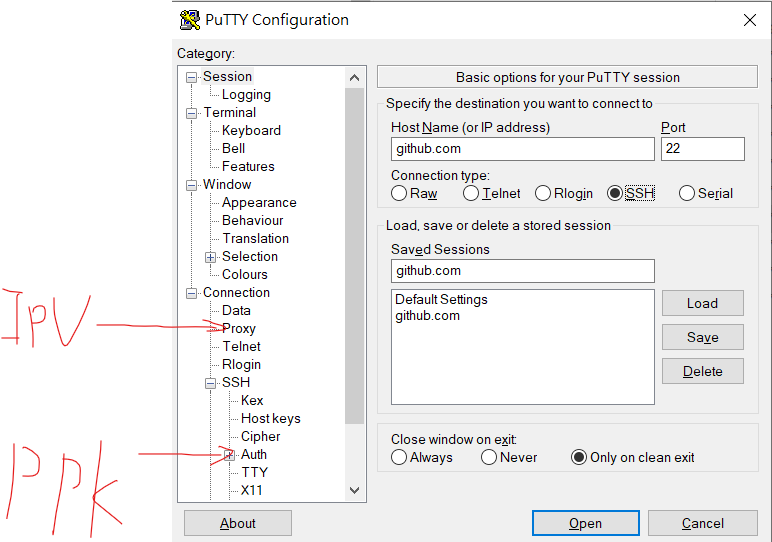 PuTTY Configuration
Category:
Session
Logging
Terminal
Keyboard
Bell
Features
Window
Appearance
Behaviour
Translation
Selection
Colours
Connection
Data
Proxy
Telnet
Rlogin
SSH
Kex
Host keys
Cipher
Auth
TTY
X11
Basic options for your PuTTY session
Specify the destination you want to connect to
Host Name (or IP address) Port
github.com 22
Connection type:
Raw Telnet Rlogin SSH Serial
Load, save or delete a stored session
Saved Sessions
github.com
Default Settings
github.com
Load
Save
Delete
Close window on exit:
Always Never Only on clean exit
About Open Cancel
IPV
PPK